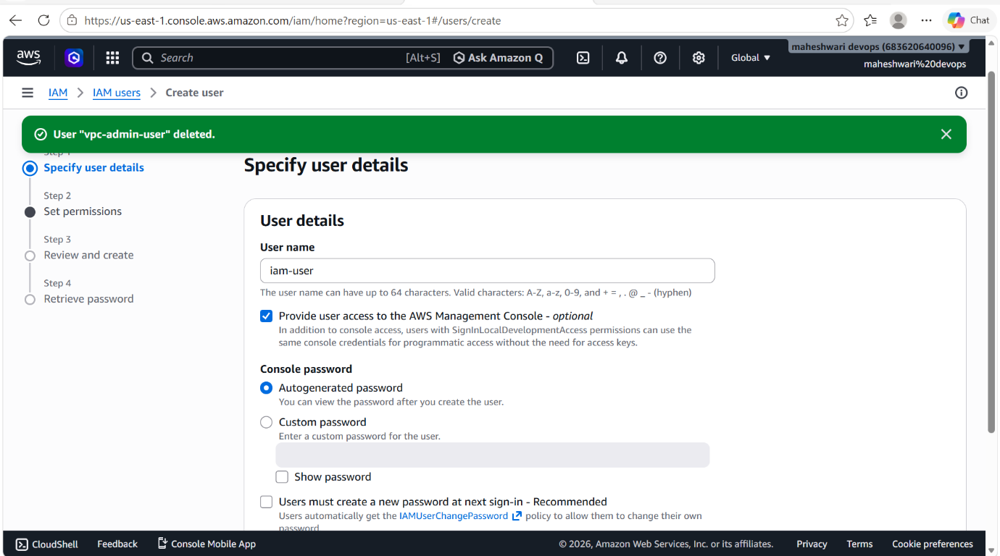 https://us-east-1.console.aws.amazon.com/iam/home?region=us-east-1#/users/create
Chat
aws
Search
[Alt+S]
Ask Amazon Q
Global
maheshwari devops (683620640096)
maheshwari%20devops
IAM
IAM users
Create user
User "vpc-admin-user" deleted.
Step 1
Specify user details
Step 2
Set permissions
Step 3
Review and create
Step 4
Retrieve password
Specify user details
User details
User name
iam-user
The user name can have up to 64 characters. Valid characters: A-Z, a-z, 0-9, and + = , . @ _ - (hyphen)
Provide user access to the AWS Management Console - optional
In addition to console access, users with SignInLocalDevelopmentAccess permissions can use the
same console credentials for programmatic access without the need for access keys.
Console password
Autogenerated password
You can view the password after you create the user.
Custom password
Enter a custom password for the user.
Show password
Users must create a new password at next sign-in - Recommended
Users automatically get the IAMUserChangePassword policy to allow them to change their own
password.
CloudShell
Feedback
Console Mobile App
© 2026, Amazon Web Services, Inc. or its affiliates.
Privacy
Terms
Cookie preferences